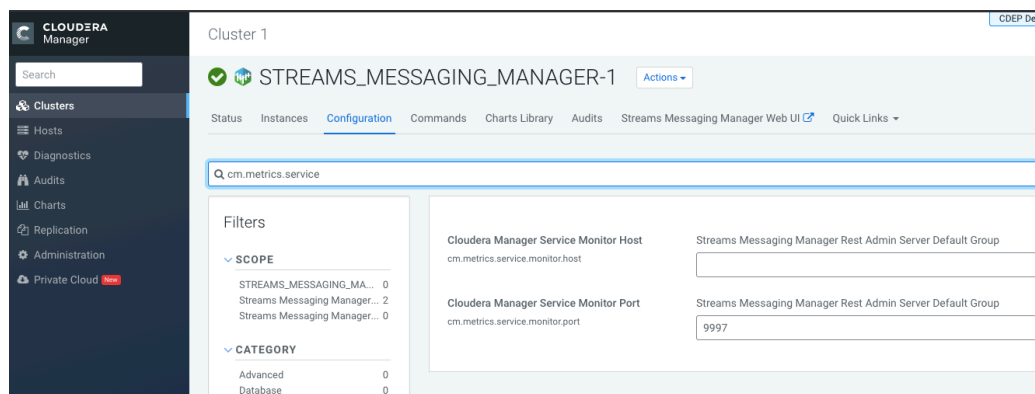 CLOUDERA
Manager
Search
Clusters
Hosts
Diagnostics
Audits
Charts
Replication
Administration
Private Cloud New
CDEP De
Cluster 1
STREAMS_MESSAGING_MANAGER-1 Actions
Status Instances Configuration Commands Charts Library Audits Streams Messaging Manager Web UI Quick Links
cm.metrics.service
Filters
SCOPE
STREAMS_MESSAGING_MA... 0
Streams Messaging Manager... 2
Streams Messaging Manager... 0
CATEGORY
Advanced 0
Database 0
Cloudera Manager Service Monitor Host Streams Messaging Manager Rest Admin Server Default Group
cm.metrics.service.monitor.host
Cloudera Manager Service Monitor Port Streams Messaging Manager Rest Admin Server Default Group
cm.metrics.service.monitor.port 9997